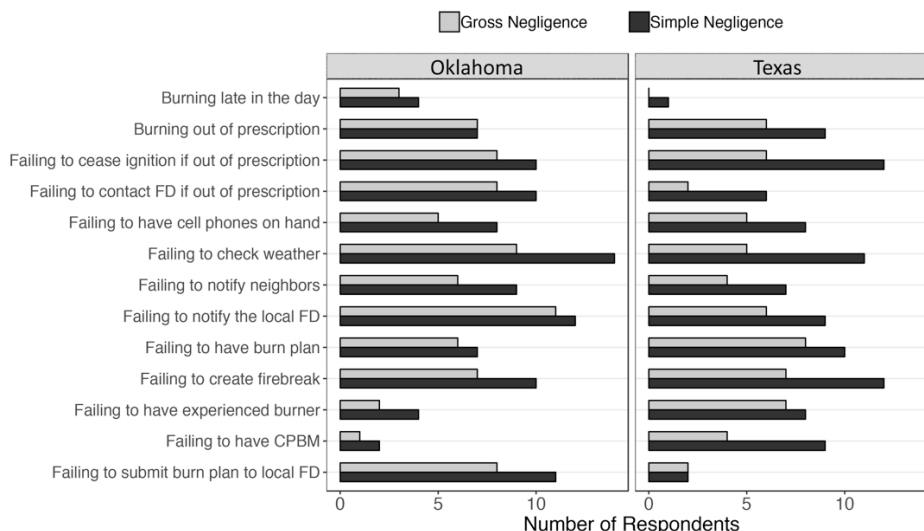 Gross Negligence Simple Negligence
Oklahoma Texas
Burning late in the day
Burning out of prescription
Failing to cease ignition if out of prescription
Failing to contact FD if out of prescription
Failing to have cell phones on hand
Failing to check weather
Failing to notify neighbors
Failing to notify the local FD
Failing to have burn plan
Failing to create firebreak
Failing to have experienced burner
Failing to have CPBM
Failing to submit burn plan to local FD
0 5 10 0 5 10
Number of Respondents